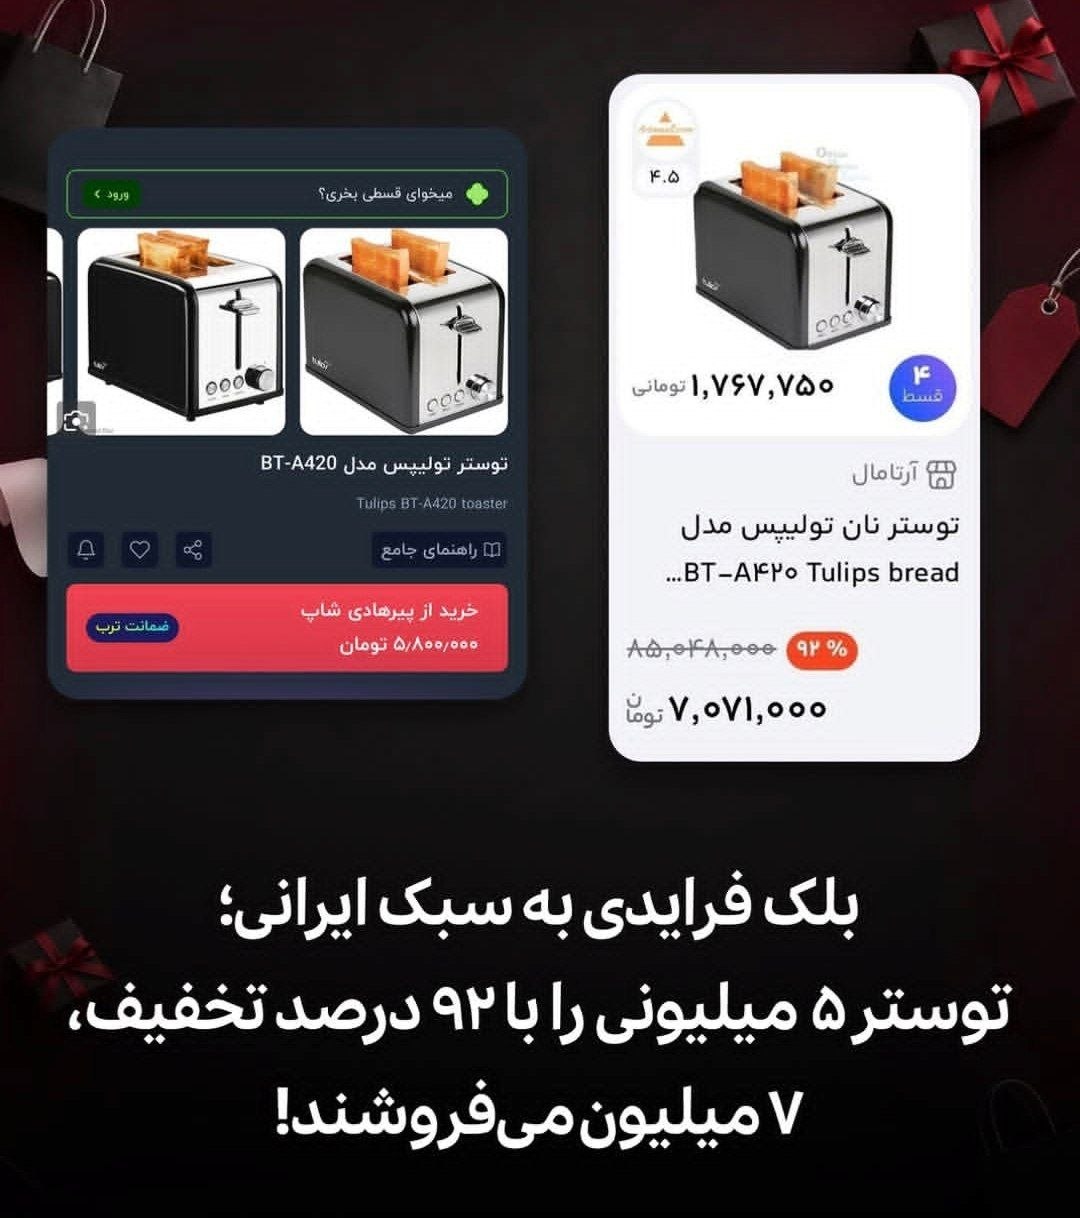 میخوای قسطی بخری؟
ورود ›
توستر تولیپس مدل BT-A420
Tulips BT-A420 toaster
راهنمای جامع
خرید از پیرهادی شاپ
۵٫۸۰۰٫۰۰۰ تومان
ضمانت ترب
۴.۵
۴ قسط
۱,۷۶۷,۷۵۰ تومانی
آرتامال
توستر نان تولیپس مدل
BT-A۴۲۰ Tulips bread...
۹۲ %
۸۵,۰۴۸,۰۰۰
۷,۰۷۱,۰۰۰ تومان
بلک فرایدی به سبک ایرانی؛
توستر ۵ میلیونی را با ۹۲ درصد تخفیف،
۷ میلیون می‌فروشند!